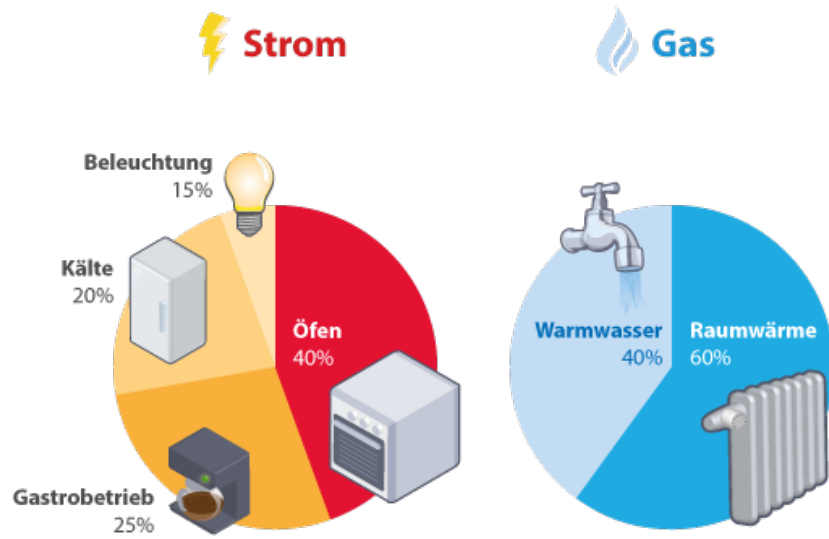 Strom
Beleuchtung
15%
Kälte
20%
Öfen
40%
Gastrobetrieb
25%
Gas
Warmwasser
40%
Raumwärme
60%